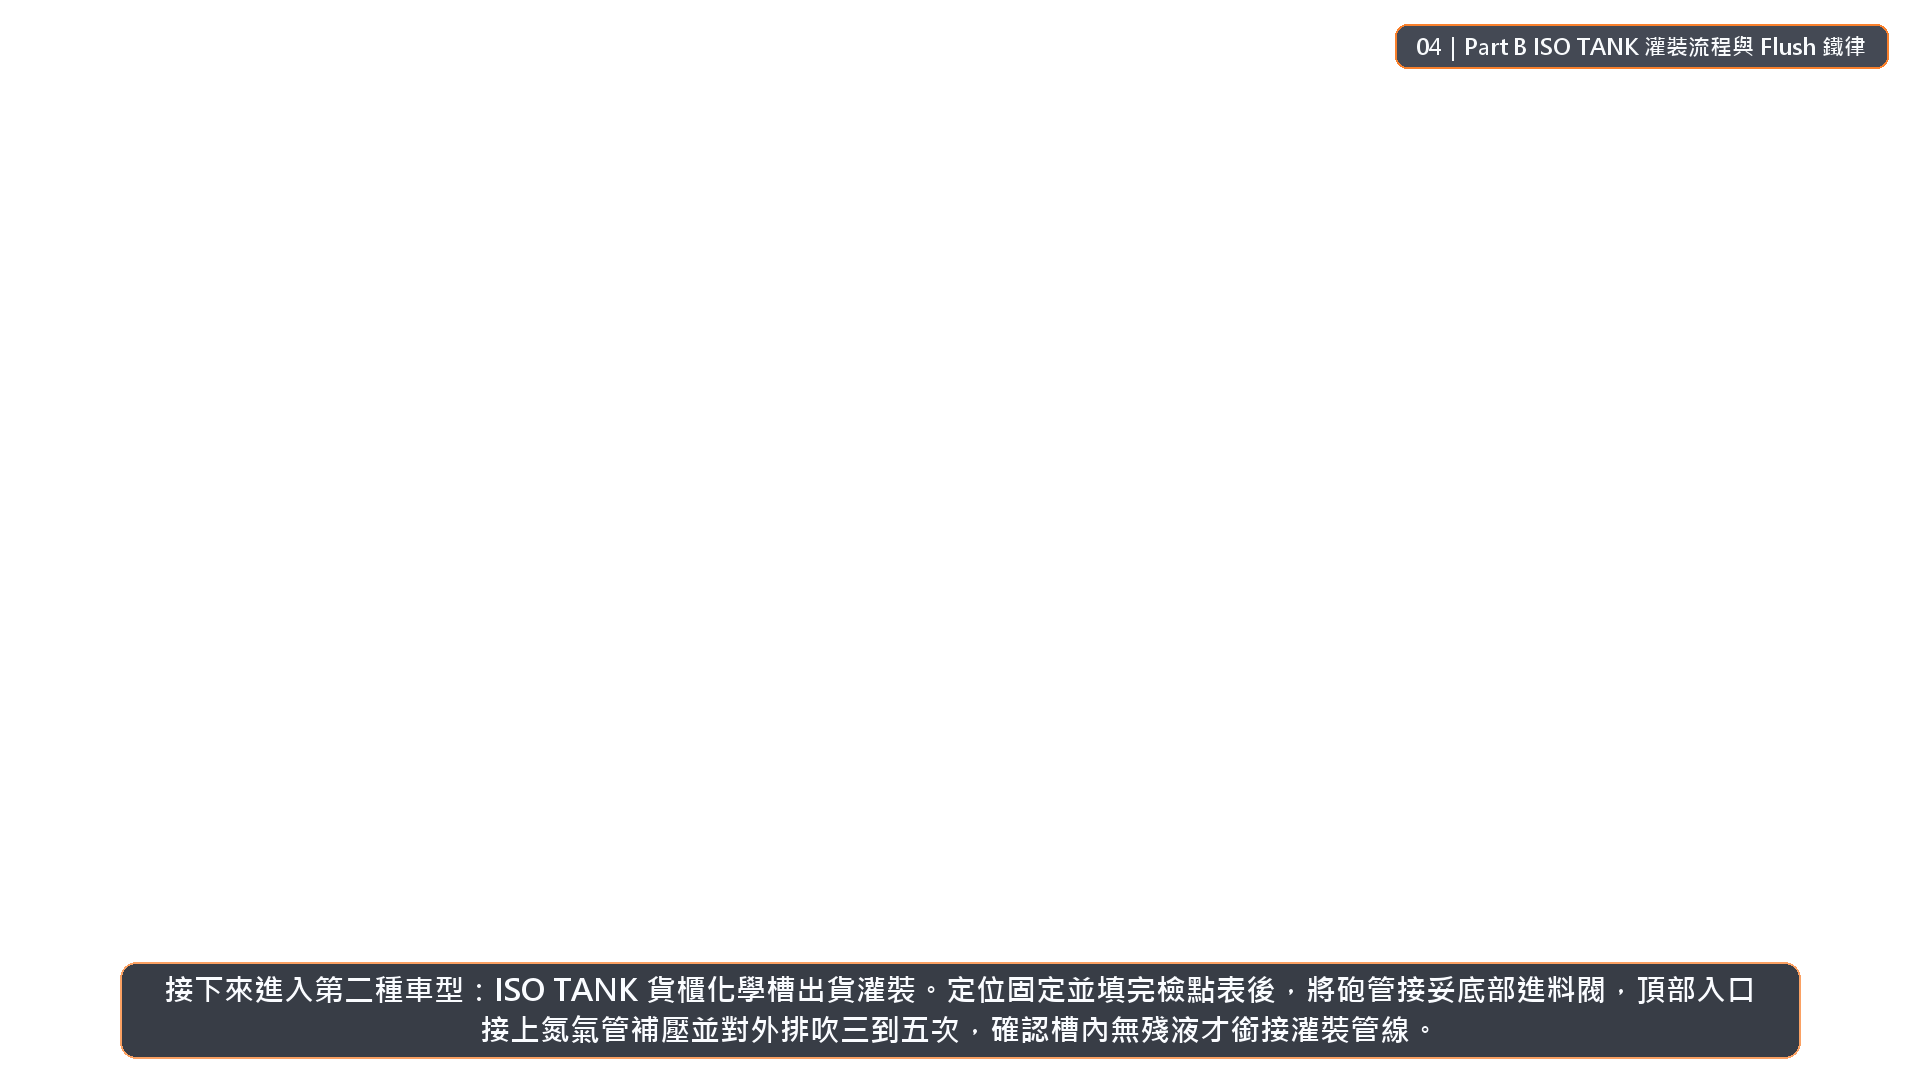 04｜Part B ISO TANK 灌裝流程與 Flush 鐵律
接下來進入第二種車型：ISO TANK 貨櫃化學槽出貨灌裝。定位固定並填完檢點表後，將砲管接妥底部進料閥，頂部入口
接上氮氣管補壓並對外排吹三到五次，確認槽內無殘液才銜接灌裝管線。